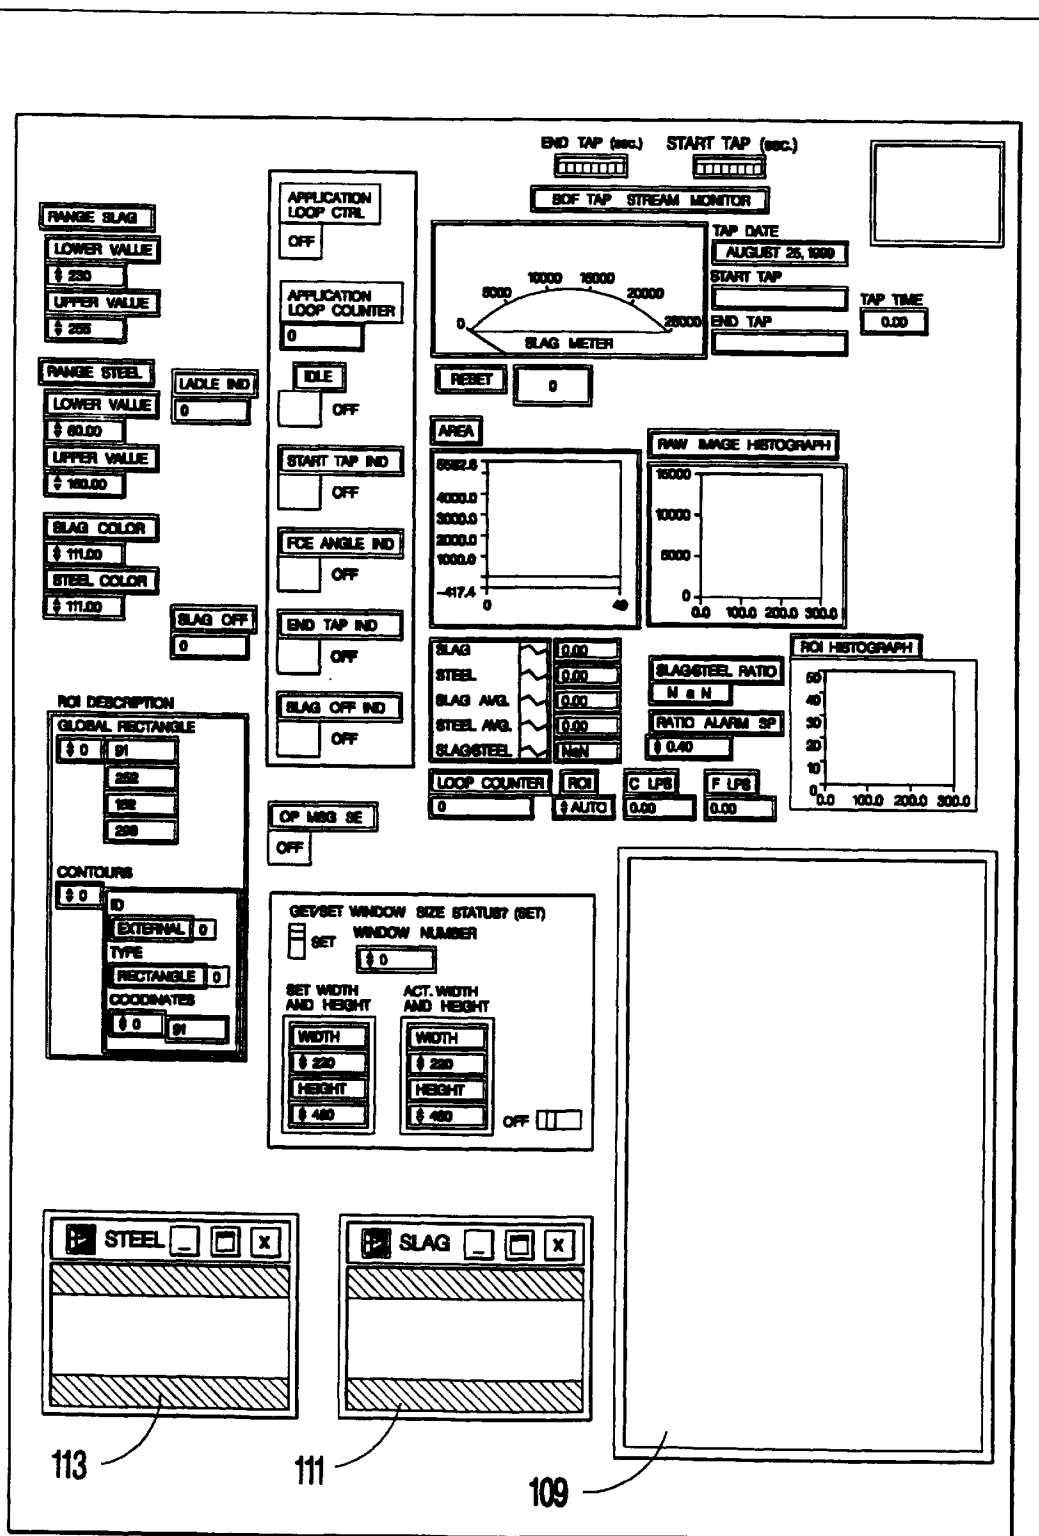 END TAP (sec.)
START TAP (sec.)
BOF TAP STREAM MONITOR
RANGE SLAG
LOWER VALUE
230
UPPER VALUE
255
RANGE STEEL
LOWER VALUE
60.00
UPPER VALUE
160.00
LADLE IND
0
SLAG COLOR
111.00
STEEL COLOR
111.00
SLAG OFF
0
APPLICATION
LOOP CTRL
OFF
APPLICATION
LOOP COUNTER
0
IDLE
OFF
START TAP IND
OFF
FCE ANGLE IND
OFF
END TAP IND
OFF
SLAG OFF IND
OFF
0
5000
10000
15000
20000
25000
SLAG METER
TAP DATE
AUGUST 25, 1999
START TAP
END TAP
TAP TIME
0.00
RESET
0
AREA
5582.6
4000.0
3000.0
2000.0
1000.0
-417.4
0
49
RAW IMAGE HISTOGRAPH
15000
10000
5000
0
0.0 100.0 200.0 300.0
SLAG 0.00
STEEL 0.00
SLAG AVG. 0.00
STEEL AVG. 0.00
SLAG/STEEL NaN
SLAG/STEEL RATIO
N a N
RATIO ALARM SP
0.40
ROI HISTOGRAPH
50
40
30
20
10
0
0.0 100.0 200.0 300.0
LOOP COUNTER
0
ROI
AUTO
C LPS
0.00
F LPS
0.00
ROI DESCRIPTION
GLOBAL RECTANGLE
0 91
252
152
293
CONTOURS
0
ID
EXTERNAL 0
TYPE
RECTANGLE 0
COODINATES
0 91
OP MSG SE
OFF
GET/SET WINDOW SIZE STATUS? (SET)
SET
WINDOW NUMBER
0
SET WIDTH
AND HEIGHT
WIDTH
220
HEIGHT
480
ACT. WIDTH
AND HEIGHT
WIDTH
220
HEIGHT
480
OFF
STEEL _ X
SLAG _ X
113
111
109